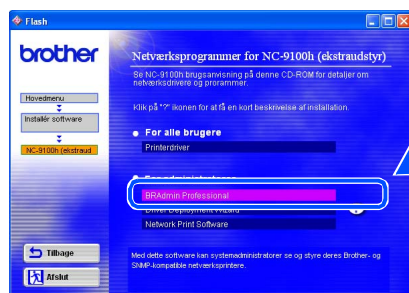 Flash
brother
Netværksprogrammer for NC-9100h (ekstraudstyr)
Se NC-9100h brugsanvisning på denne CD-ROM for detaljer om
netværksdrivere og prorammer.
Klik på "?" ikonen for at få en kort beskrivelse af installation.
Hovedmenu
Installér software
NC-9100h (ekstraud
For alle brugere
Printerdriver
For administratorer
BRAdmin Professional
Driver Deployment Wizard
Network Print Software
Tilbage
Afslut
Med dette software kan systemadministratorer se og styre deres Brother- og
SNMP-kompatible netværksprintere.